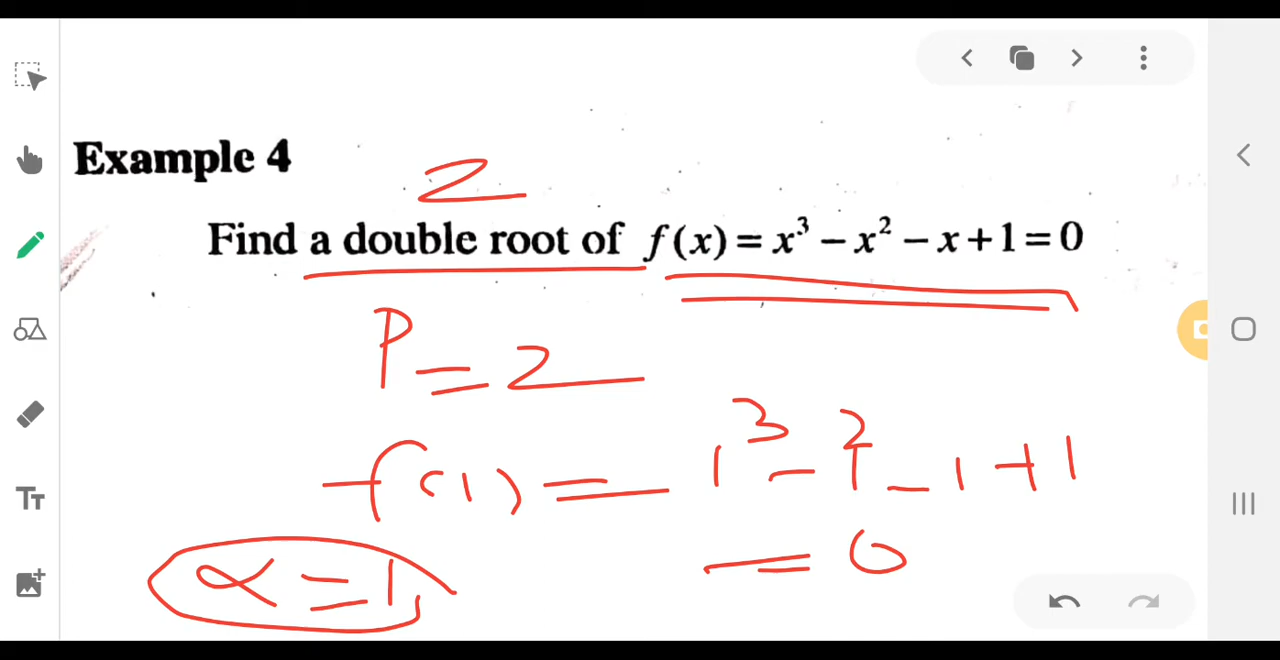 Example 4
2
Find a double root of f(x) = x³ − x² − x + 1 = 0
P = 2
f(1) = 1³ − 1² − 1 + 1
= 0
α = 1,
Tт